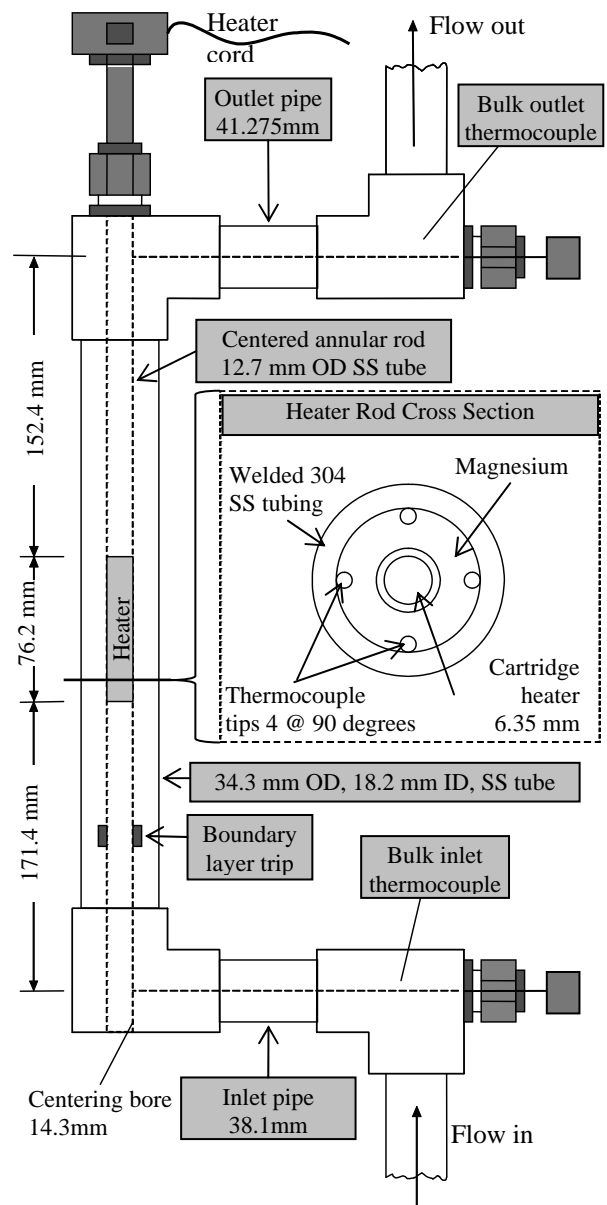 Heater
cord
Flow out
Outlet pipe
41.275mm
Bulk outlet
thermocouple
152.4 mm
Centered annular rod
12.7 mm OD SS tube
Heater Rod Cross Section
Welded 304
SS tubing
Magnesium
76.2 mm
Heater
Thermocouple
tips 4 @ 90 degrees
Cartridge
heater
6.35 mm
171.4 mm
34.3 mm OD, 18.2 mm ID, SS tube
Boundary
layer trip
Bulk inlet
thermocouple
Centering bore
14.3mm
Inlet pipe
38.1mm
Flow in